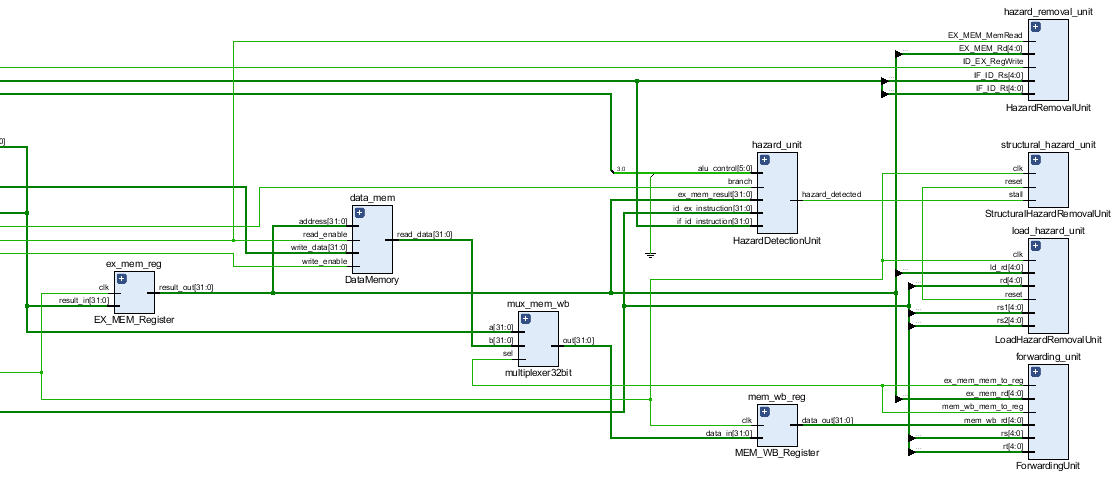 hazard_removal_unit
EX_MEM_MemRead
EX_MEM_Rd[4:0]
ID_EX_RegWrite
IF_ID_Rs[4:0]
IF_ID_Rt[4:0]
HazardRemovalUnit
0]
hazard_unit
3:0
alu_control[5:0]
branch
ex_mem_result[31:0]
id_ex_instruction[31:0]
if_id_instruction[31:0]
hazard_detected
HazardDetectionUnit
structural_hazard_unit
clk
reset
stall
StructuralHazardRemovalUnit
data_mem
address[31:0]
read_enable
write_data[31:0]
write_enable
read_data[31:0]
DataMemory
load_hazard_unit
clk
ld_rd[4:0]
rd[4:0]
reset
rs1[4:0]
rs2[4:0]
LoadHazardRemovalUnit
ex_mem_reg
clk
result_in[31:0]
result_out[31:0]
EX_MEM_Register
mux_mem_wb
a[31:0]
b[31:0]
sel
out[31:0]
multiplexer32bit
forwarding_unit
ex_mem_mem_to_reg
ex_mem_rd[4:0]
mem_wb_mem_to_reg
mem_wb_rd[4:0]
rs[4:0]
rt[4:0]
ForwardingUnit
mem_wb_reg
clk
data_in[31:0]
data_out[31:0]
MEM_WB_Register